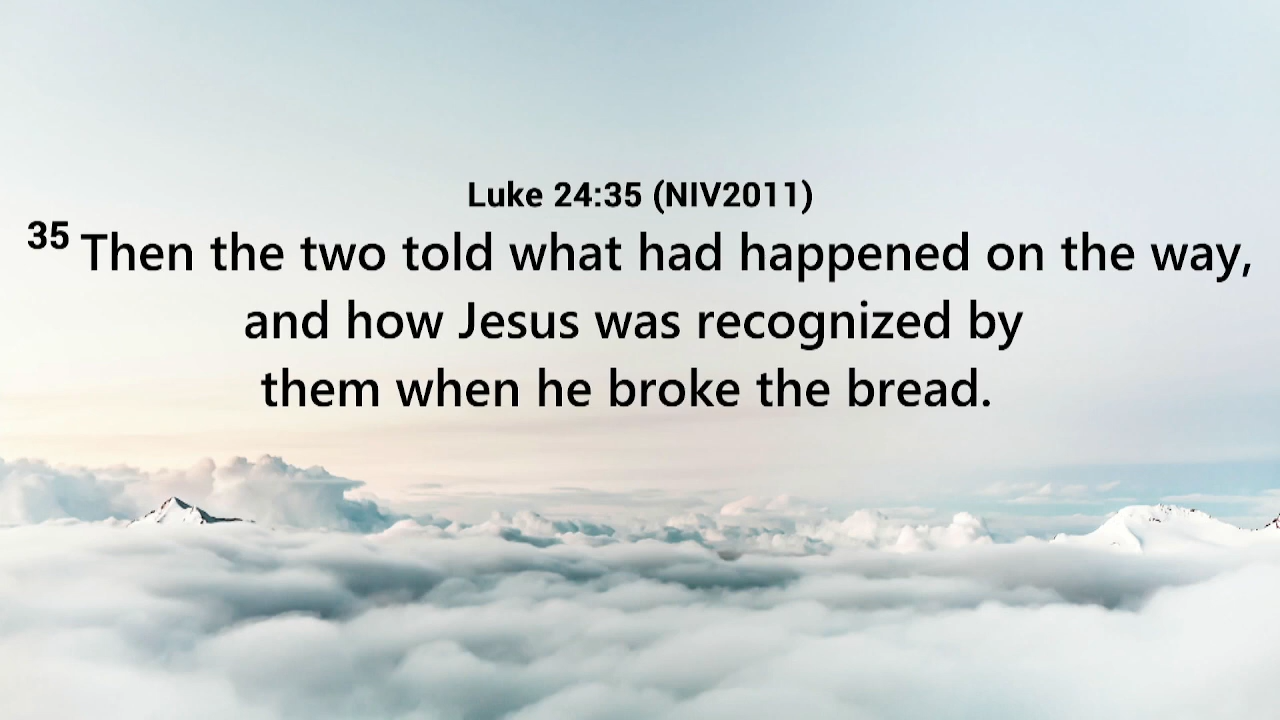 Luke 24:35 (NIV2011)
35 Then the two told what had happened on the way,
and how Jesus was recognized by
them when he broke the bread.